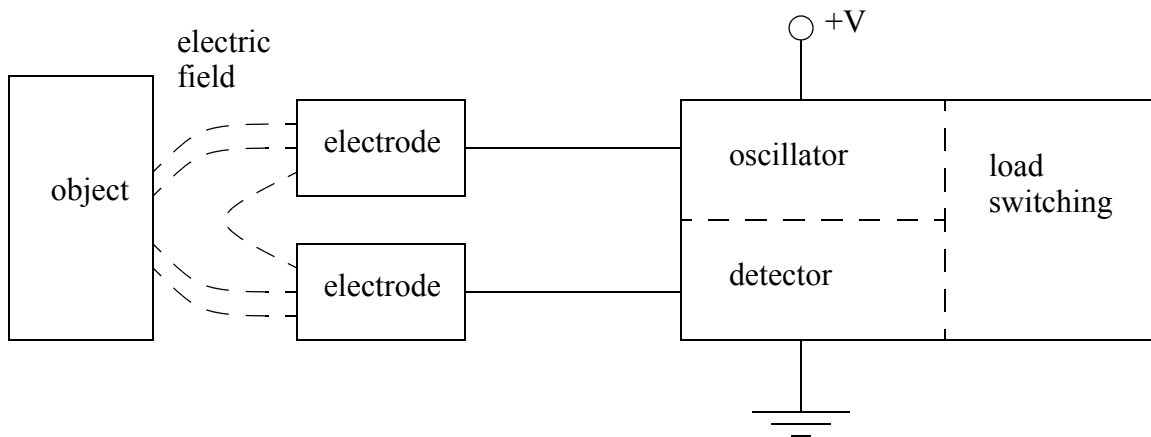 electric
field
+V
object
electrode
electrode
oscillator
detector
load
switching